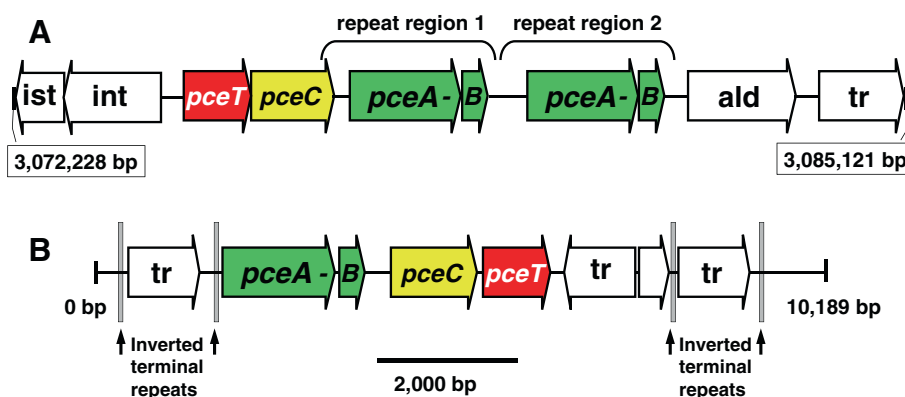 A
repeat region 1 repeat region 2
ist int pceT pceC pceA - B pceA - B ald tr
3,072,228 bp 3,085,121 bp
B
tr pceA - B pceC pceT tr tr
0 bp 10,189 bp
Inverted Inverted
terminal terminal
repeats repeats
2,000 bp